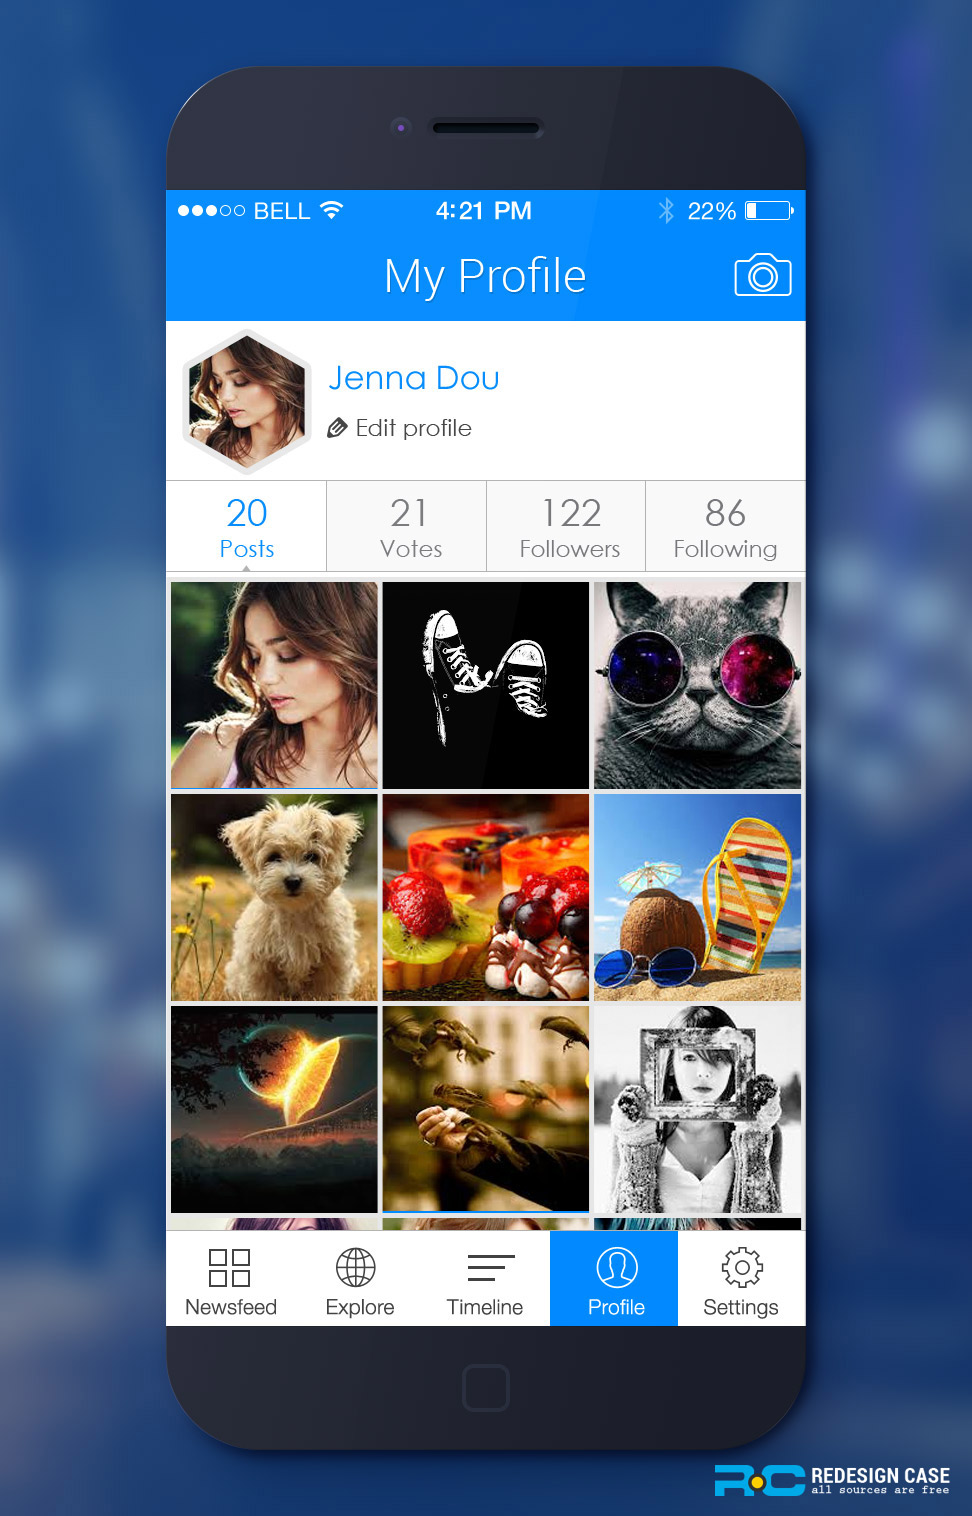 BELL 4:21 PM 22%
My Profile
Jenna Dou
Edit profile
20 21 122 86
Posts Votes Followers Following
Newsfeed Explore Timeline Profile Settings
RC REDESIGN CASE
all sources are free